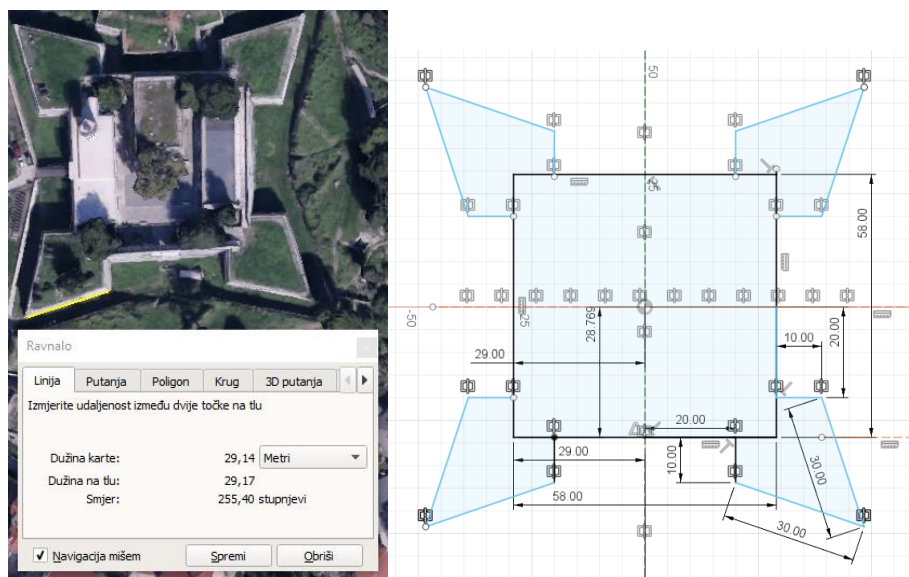 Ravnalo
Linija Putanja Poligon Krug 3D putanja
Izmjerite udaljenost između dvije točke na tlu
Dužina karte: 29,14 Metri
Dužina na tlu: 29,17
Smjer: 255,40 stupnjevi
Navigacija mišem Spremi Obriši
50
25
58.00
-50
-25
28.769
29.00
10.00
20.00
20.00
29.00
10.00
30.00
58.00
30.00